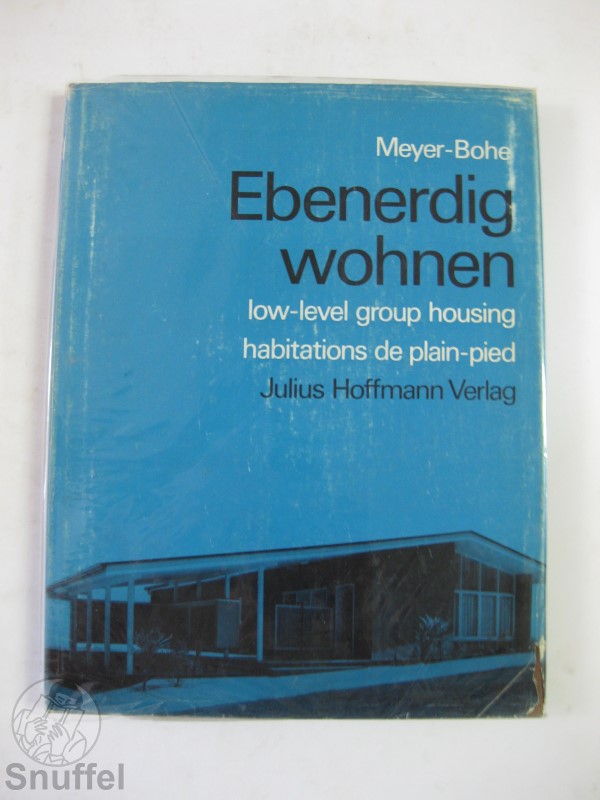 Meyer-Bohe
Ebenerdig
wohnen
low-level group housing
habitations de plain-pied
Julius Hoffmann Verlag
Snuffel